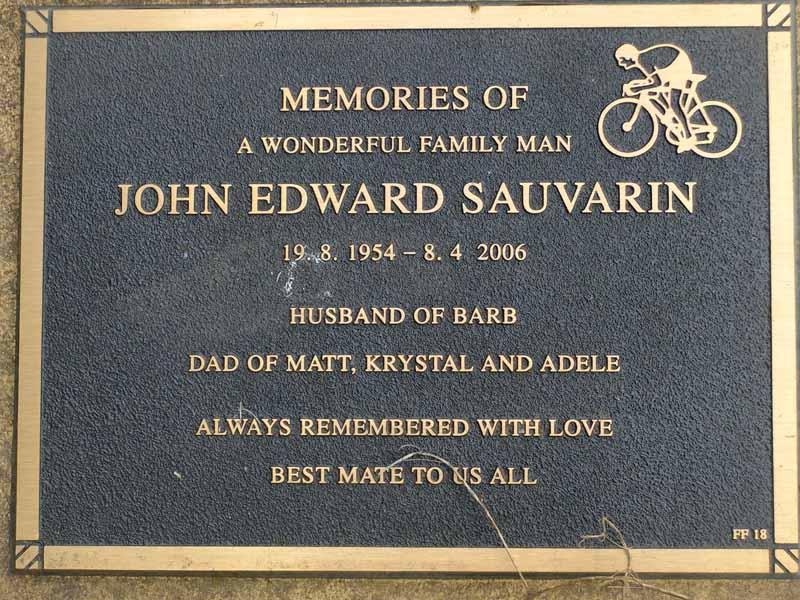 MEMORIES OF
A WONDERFUL FAMILY MAN
JOHN EDWARD SAUVARIN
19. 8. 1954 – 8. 4 2006
HUSBAND OF BARB
DAD OF MATT, KRYSTAL AND ADELE
ALWAYS REMEMBERED WITH LOVE
BEST MATE TO US ALL
FF 18